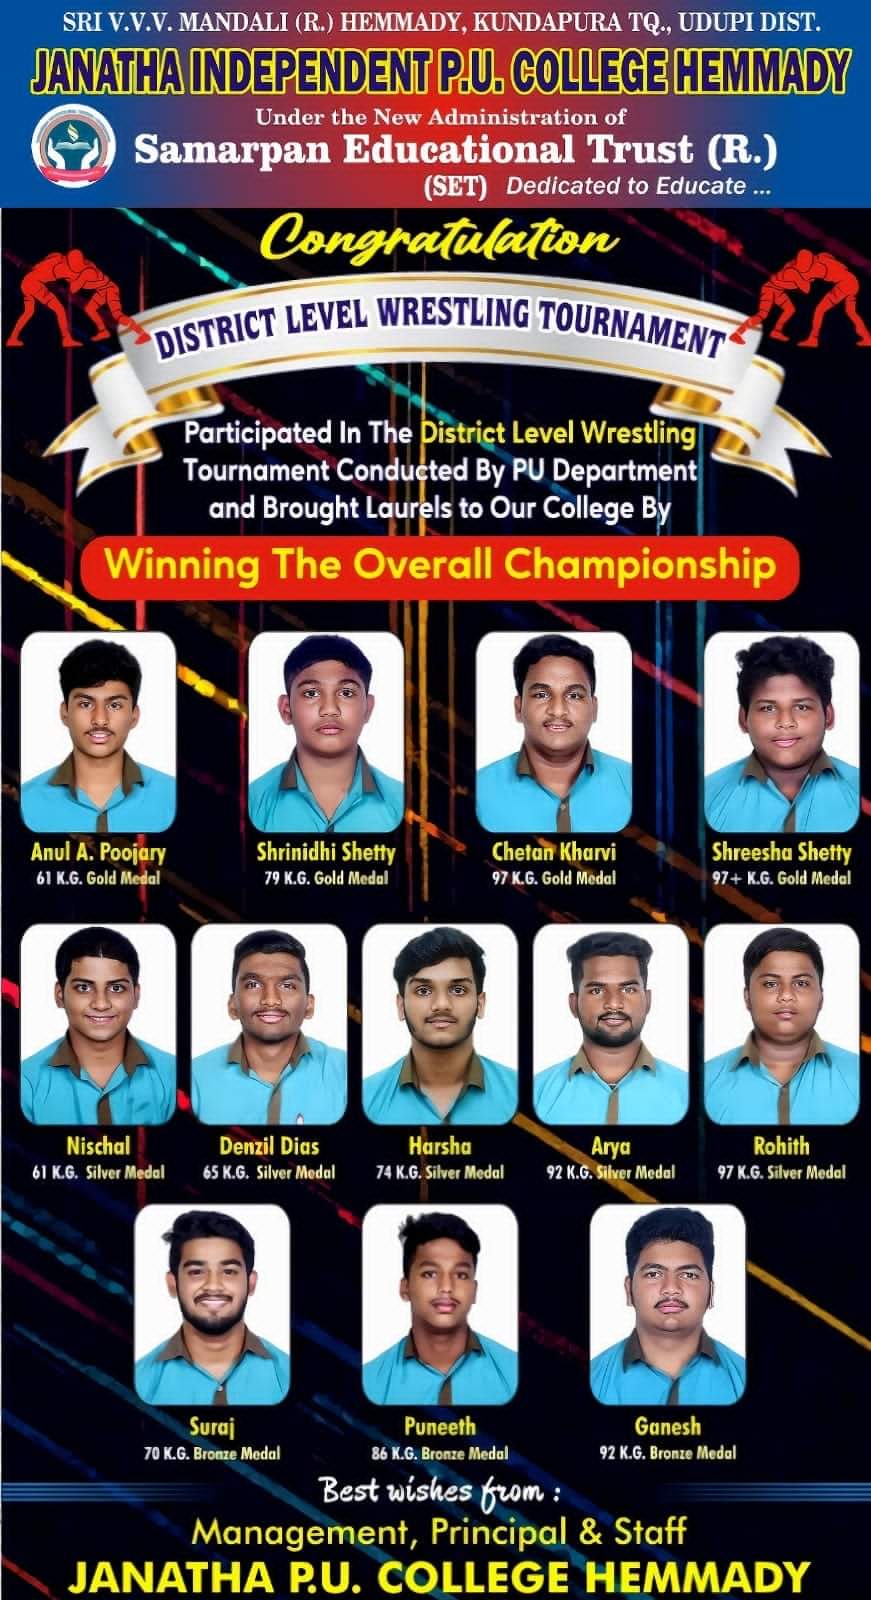 SRI V.V.V. MANDALI (R.) HEMMADY, KUNDAPURA TQ., UDUPI DIST.
JANATHA INDEPENDENT P.U. COLLEGE HEMMADY
Under the New Administration of
Samarpan Educational Trust (R.)
(SET) Dedicated to Educate ...
Congratulation
DISTRICT LEVEL WRESTLING TOURNAMENT
Participated In The District Level Wrestling
Tournament Conducted By PU Department
and Brought Laurels to Our College By
Winning The Overall Championship
Anul A. Poojary Shrinidhi Shetty Chetan Kharvi Shreesha Shetty
61 K.G. Gold Medal 79 K.G. Gold Medal 97 K.G. Gold Medal 97+ K.G. Gold Medal
Nischal Denzil Dias Harsha Arya Rohith
61 K.G. Silver Medal 65 K.G. Silver Medal 74 K.G. Silver Medal 92 K.G. Silver Medal 97 K.G. Silver Medal
Suraj Puneeth Ganesh
70 K.G. Bronze Medal 86 K.G. Bronze Medal 92 K.G. Bronze Medal
Best wishes from :
Management, Principal & Staff
JANATHA P.U. COLLEGE HEMMADY